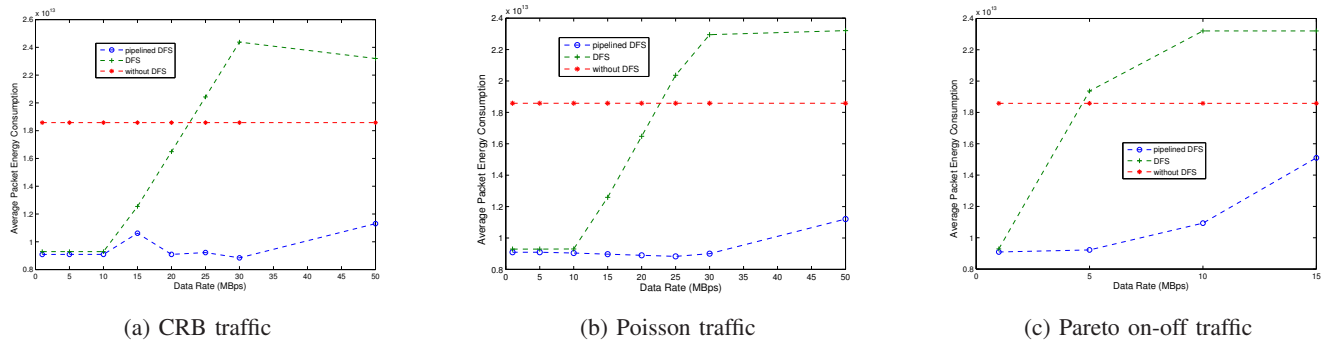 x 10^13
2.6
2.4
2.2
2
1.8
1.6
1.4
1.2
1
0.8
Average Packet Energy Consumption
pipelined DFS
DFS
without DFS
0 5 10 15 20 25 30 35 40 45 50
Data Rate (MBps)
(a) CRB traffic
x 10^13
2.4
2.2
2
1.8
1.6
1.4
1.2
1
0.8
Average Packet Energy Consumption
pipelined DFS
DFS
without DFS
0 5 10 15 20 25 30 35 40 45 50
Data Rate (MBps)
(b) Poisson traffic
x 10^13
2.4
2.2
2
1.8
1.6
1.4
1.2
1
0.8
Average Packet Energy Consumption
pipelined DFS
DFS
without DFS
0 5 10 15
Data Rate (MBps)
(c) Pareto on-off traffic